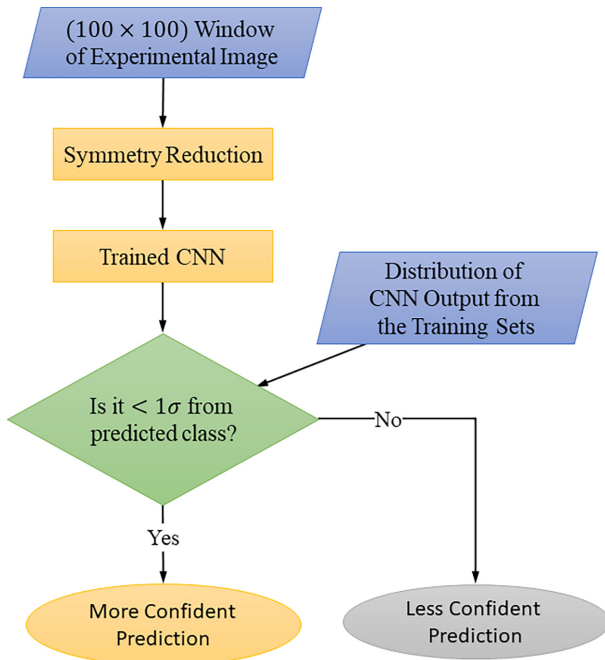 (100 × 100) Window
of Experimental Image
Symmetry Reduction
Trained CNN
Distribution of
CNN Output from
the Training Sets
Is it < 1σ from
predicted class?
No
Yes
More Confident
Prediction
Less Confident
Prediction